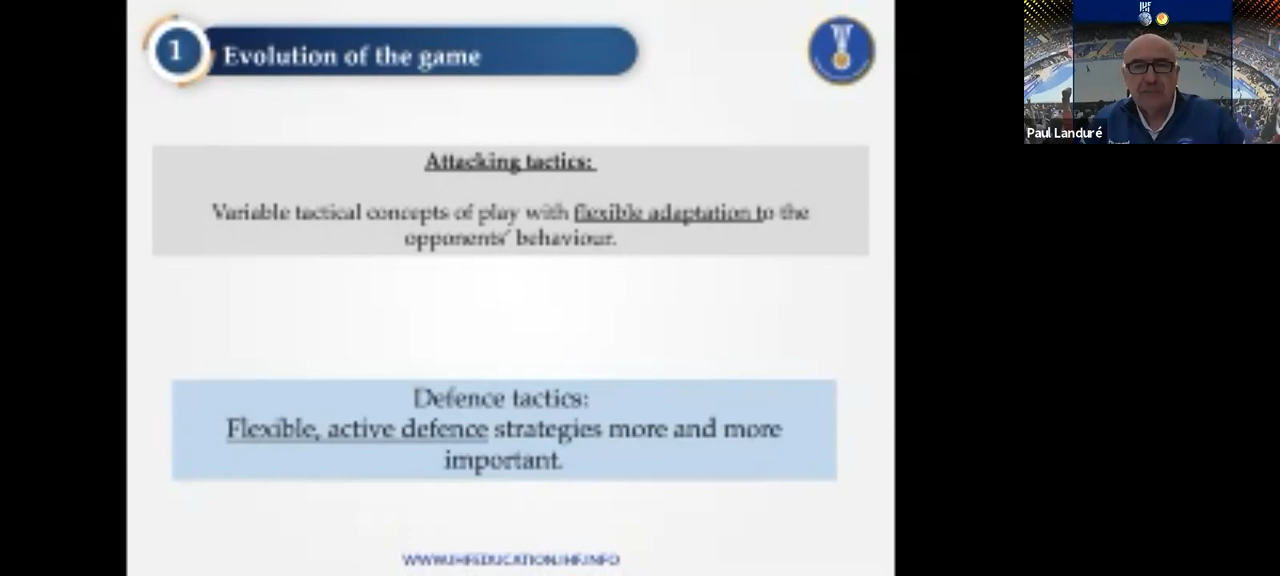 1
Evolution of the game
Attacking tactics:
Variable tactical concepts of play with flexible adaptation to the
opponents' behaviour.
Defence tactics:
Flexible, active defence strategies more and more
important.
WWW.IHFEDUCATION.IHF.INFO
IHF
Paul Landuré